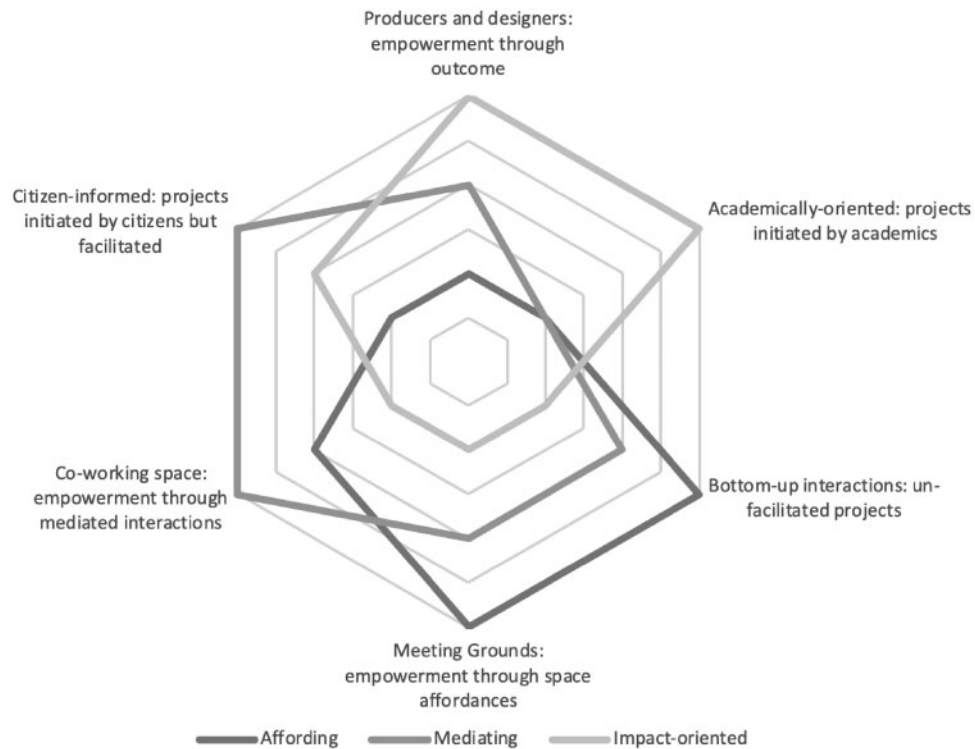 Producers and designers:
empowerment through
outcome
Citizen-informed: projects
initiated by citizens but
facilitated
Academically-oriented: projects
initiated by academics
Co-working space:
empowerment through
mediated interactions
Bottom-up interactions: un-
facilitated projects
Meeting Grounds:
empowerment through space
affordances
Affording
Mediating
Impact-oriented